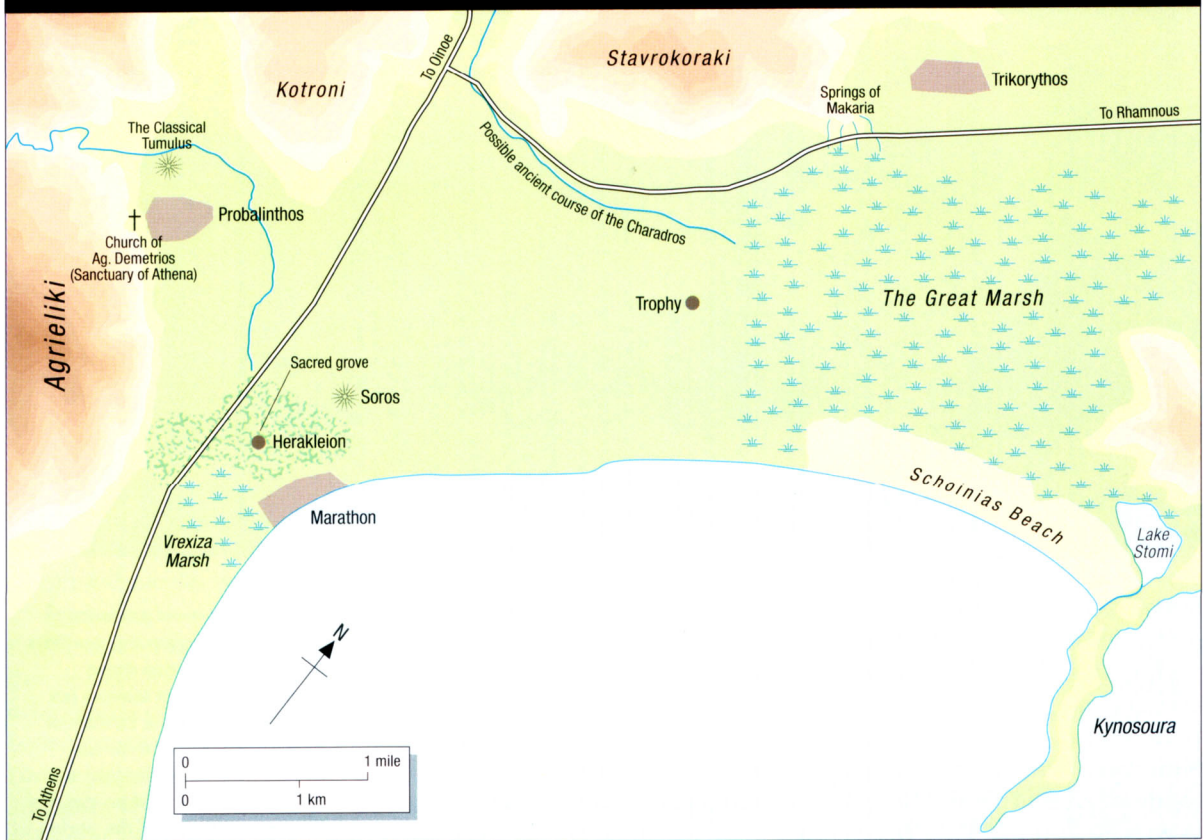 Kotroni
To Oinoe
Stavrokoraki
Trikorythos
Springs of
Makaria
To Rhamnous
The Classical
Tumulus
Possible ancient course of the Charadros
Probalinthos
Church of
Ag. Demetrios
(Sanctuary of Athena)
Agrieliki
Trophy
The Great Marsh
Sacred grove
Soros
Herakleion
Marathon
Vrexiza
Marsh
Schoinias Beach
Lake
Stomi
N
Kynosoura
To Athens
0
1 mile
0
1 km